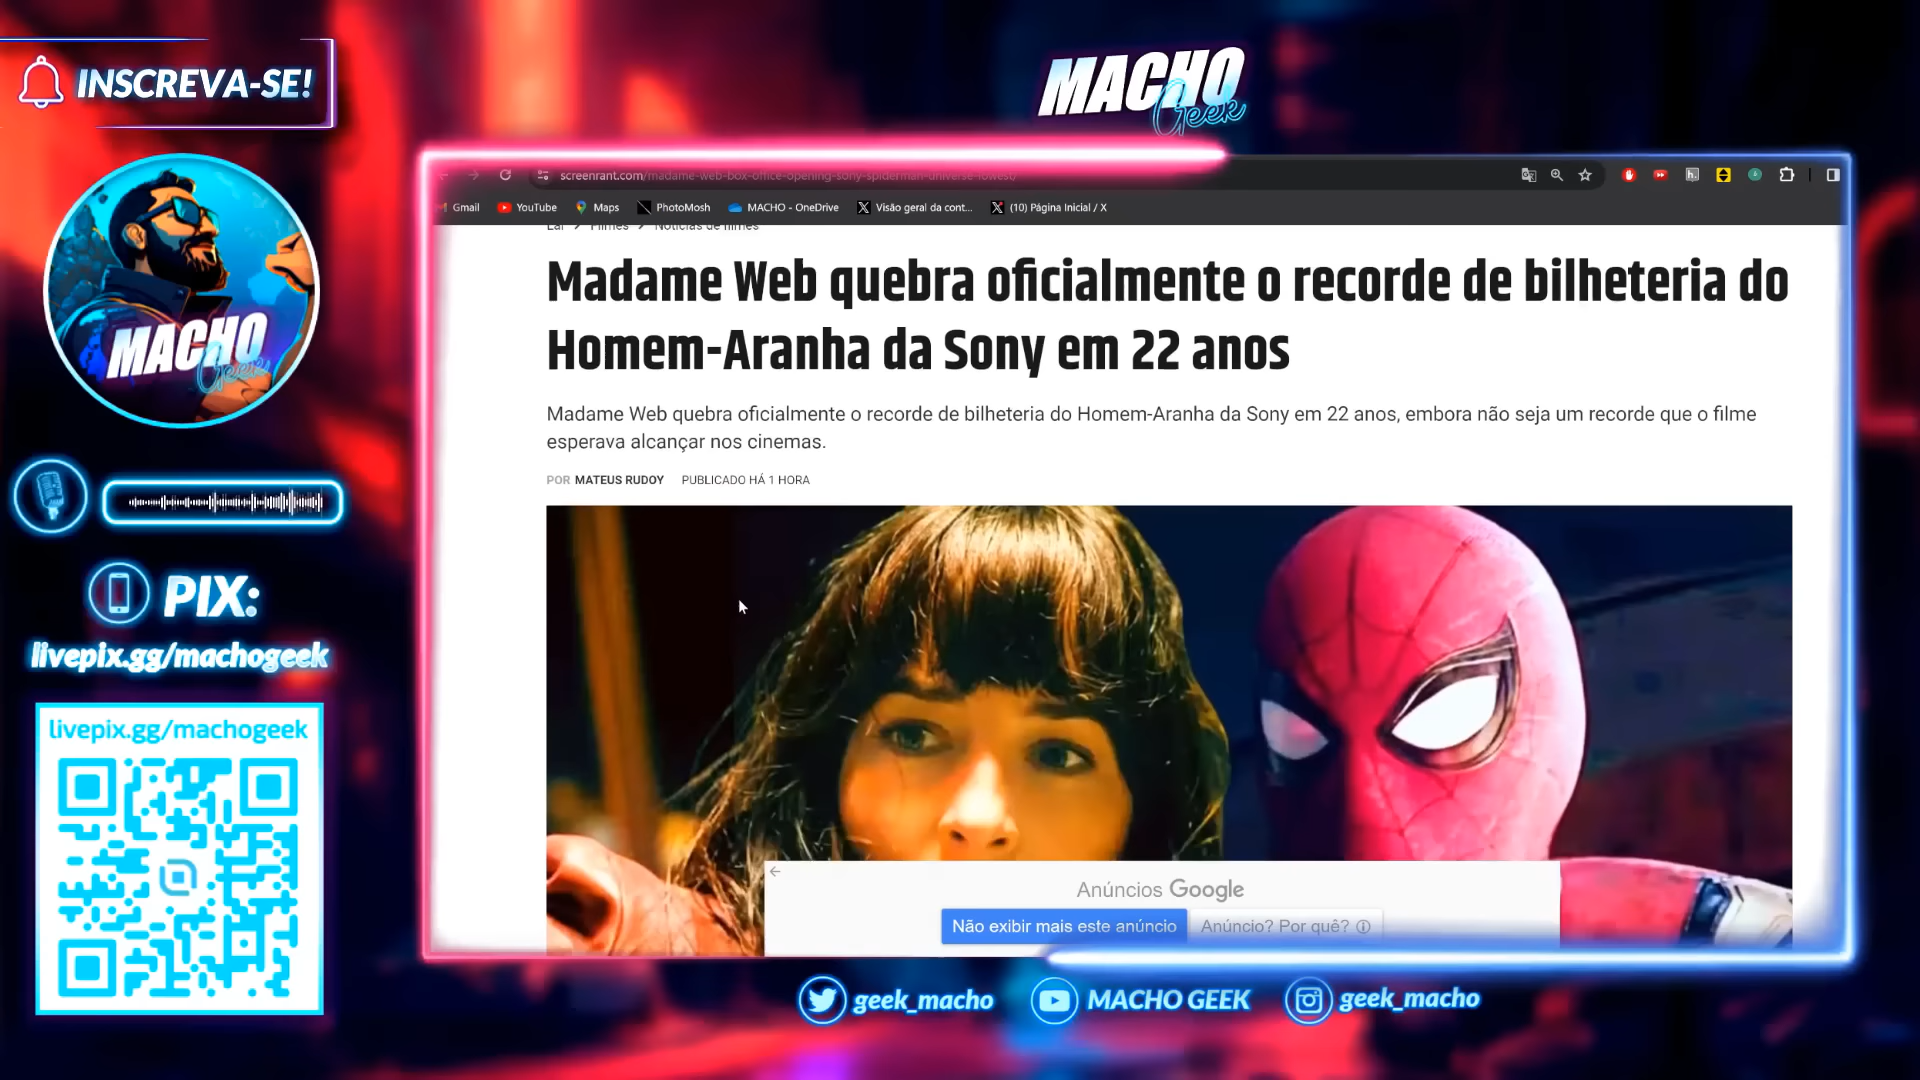 INSCREVA-SE!
MACHO
Geek
screenrant.com/madame-web-box-office-opening-sony-spiderman-universe-lowest/
Gmail YouTube Maps PhotoMosh MACHO - OneDrive Visão geral da cont... (10) Página Inicial / X
Lar > Filmes > Notícias de filmes
Madame Web quebra oficialmente o recorde de bilheteria do
Homem-Aranha da Sony em 22 anos
Madame Web quebra oficialmente o recorde de bilheteria do Homem-Aranha da Sony em 22 anos, embora não seja um recorde que o filme
esperava alcançar nos cinemas.
POR MATEUS RUDOY PUBLICADO HÁ 1 HORA
MACHO
Geek
PIX:
livepix.gg/machogeek
livepix.gg/machogeek
Anúncios Google
Não exibir mais este anúncio Anúncio? Por quê?
geek_macho MACHO GEEK geek_macho